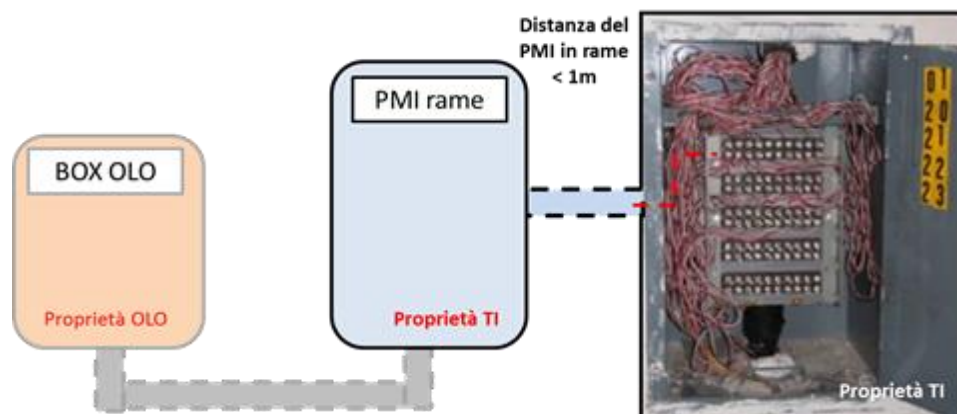 Distanza del
PMI in rame
< 1m
PMI rame
BOX OLO
Proprietà OLO
Proprietà TI
Proprietà TI
01
20
21
22
23